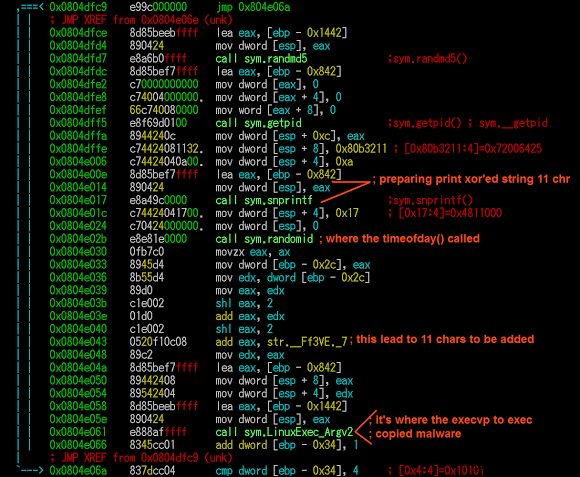 ,===< 0x0804dfc9 e99c000000 jmp 0x804e06a
; JMP XREF from 0x0804e06e (unk)
0x0804dfce 8d85beebffff lea eax, [ebp - 0x1442]
0x0804dfd4 890424 mov dword [esp], eax
0x0804dfd7 e8a6b0ffff call sym.randmd5 ;sym.randmd5()
0x0804dfdc 8d85bef7ffff lea eax, [ebp - 0x842]
0x0804dfe2 c70000000000 mov dword [eax], 0
0x0804dfe8 c74004000000. mov dword [eax + 4], 0
0x0804dfef 66c740080000 mov word [eax + 8], 0
0x0804dff5 e8f69d0100 call sym.getpid ;sym.getpid() ; sym.__getpid
0x0804dffa 8944240c mov dword [esp + 0xc], eax
0x0804dffe c74424081132. mov dword [esp + 8], 0x80b3211 ; [0x80b3211:4]=0x72006425
0x0804e006 c74424040a00. mov dword [esp + 4], 0xa
0x0804e00e 8d85bef7ffff lea eax, [ebp - 0x842]
; preparing print xor'ed string 11 chr
0x0804e014 890424 mov dword [esp], eax
0x0804e017 e8a49c0000 call sym.snprintf ;sym.snprintf()
0x0804e01c c74424041700. mov dword [esp + 4], 0x17 ; [0x17:4]=0x4811000
0x0804e024 c70424000000. mov dword [esp], 0
0x0804e02b e8e81e0000 call sym.randomid ; where the timeofday() called
0x0804e030 0fb7c0 movzx eax, ax
0x0804e033 8945d4 mov dword [ebp - 0x2c], eax
0x0804e036 8b55d4 mov edx, dword [ebp - 0x2c]
0x0804e039 89d0 mov eax, edx
0x0804e03b c1e002 shl eax, 2
0x0804e03e 01d0 add eax, edx
0x0804e040 c1e002 shl eax, 2
0x0804e043 0520f10c08 add eax, str.__Ff3VE._7 ; this lead to 11 chars to be added
0x0804e048 89c2 mov edx, eax
0x0804e04a 8d85bef7ffff lea eax, [ebp - 0x842]
0x0804e050 89442408 mov dword [esp + 8], eax
0x0804e054 89542404 mov dword [esp + 4], edx
0x0804e058 8d85beebffff lea eax, [ebp - 0x1442]
; it's where the execvp to exec
0x0804e05e 890424 mov dword [esp], eax
0x0804e061 e888afffff call sym.LinuxExec_Argv2 ; copied malware
0x0804e066 8345cc01 add dword [ebp - 0x34], 1
; JMP XREF from 0x0804dfc9 (unk)
`---> 0x0804e06a 837dcc04 cmp dword [ebp - 0x34], 4 ; [0x4:4]=0x10101